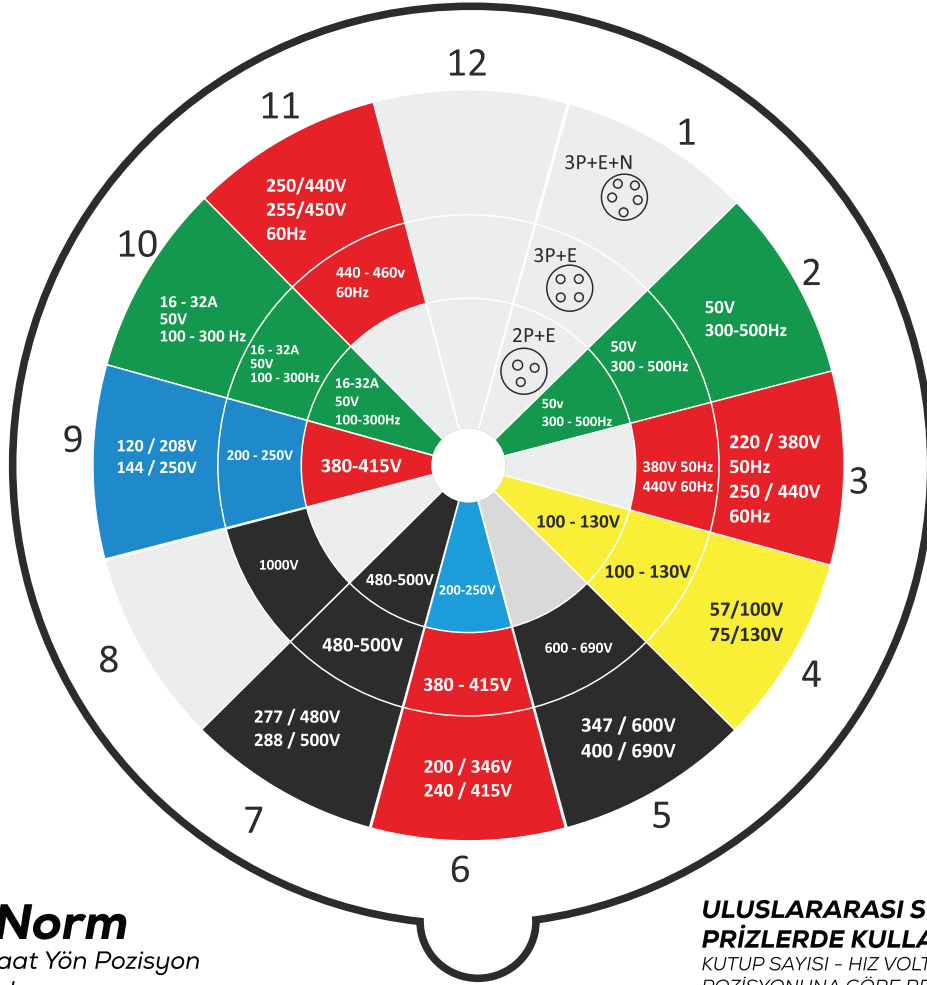 12
1
3P+E+N
3P+E
2P+E
2
50V
300-500Hz
50V
300 - 500Hz
50v
300 - 500Hz
3
220 / 380V
50Hz
250 / 440V
60Hz
380V 50Hz
440V 60Hz
4
57/100V
75/130V
100 - 130V
100 - 130V
5
347 / 600V
400 / 690V
600 - 690V
6
200 / 346V
240 / 415V
380 - 415V
200-250V
7
277 / 480V
288 / 500V
480-500V
480-500V
8
1000V
9
120 / 208V
144 / 250V
200 - 250V
380-415V
10
16 - 32A
50V
100 - 300 Hz
16 - 32A
50V
100 - 300Hz
16-32A
50V
100-300Hz
11
250/440V
255/450V
60Hz
440 - 460v
60Hz
Norm
aat Yön Pozisyon
ULUSLARARASI S
PRİZLERDE KULLA
KUTUP SAYISI - HIZ VOLT